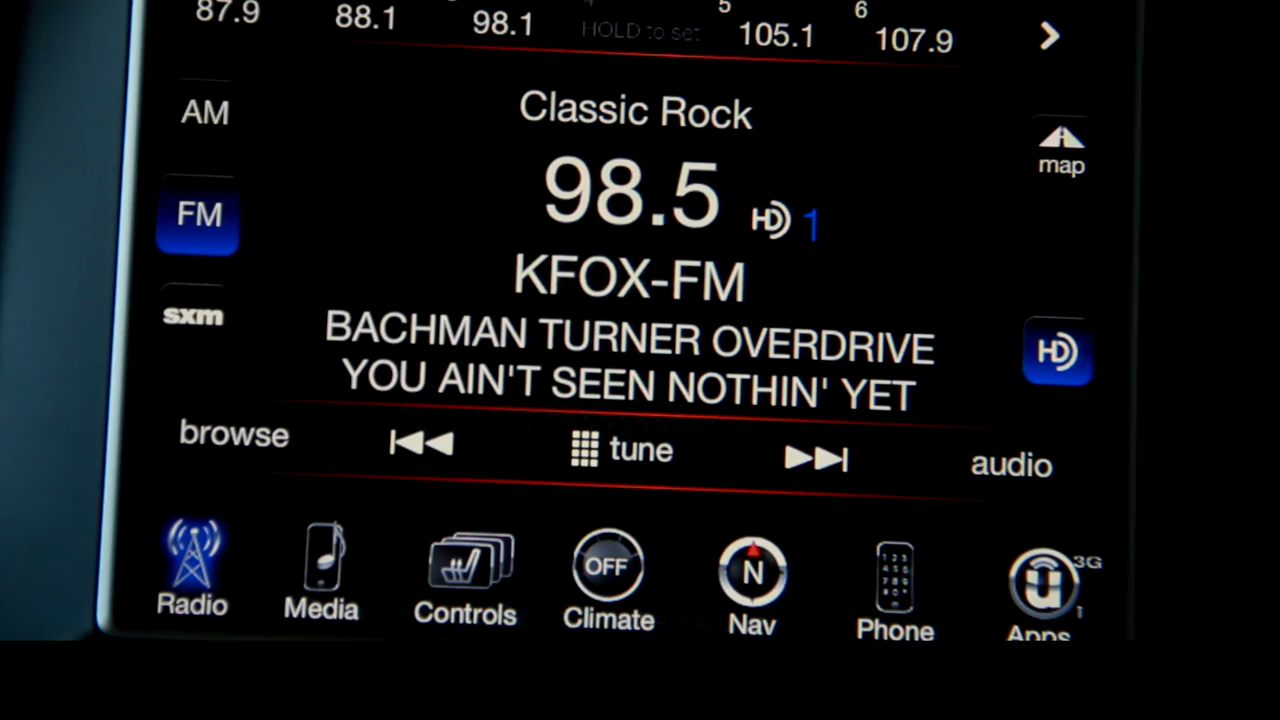 5 6
87.9 88.1 98.1 HOLD to set 105.1 107.9
AM
Classic Rock
map
98.5 HD 1
FM
KFOX-FM
sxm
BACHMAN TURNER OVERDRIVE
HD
YOU AIN'T SEEN NOTHIN' YET
browse tune audio
OFF N u 3G
1
Radio Media Controls Climate Nav Phone Apps